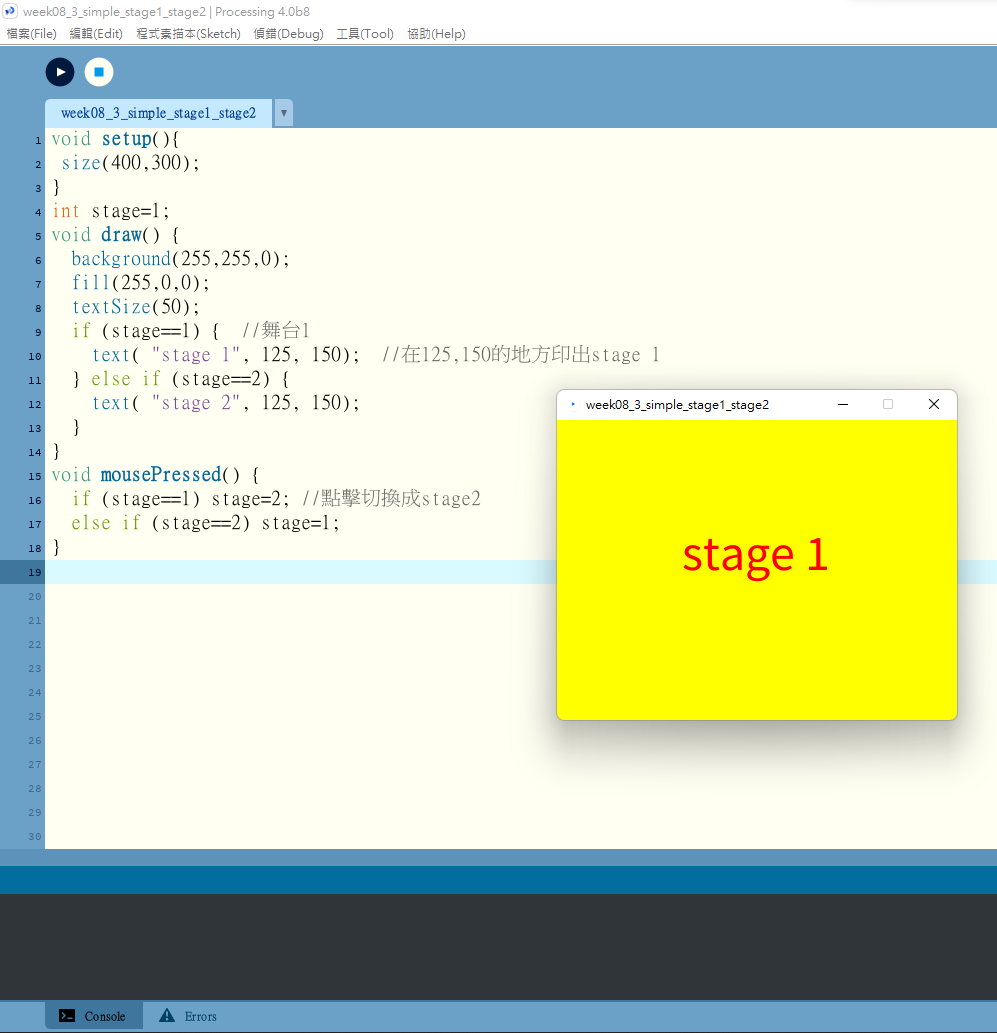 week08_3_simple_stage1_stage2 | Processing 4.0b8
檔案(File) 編輯(Edit) 程式素描本(Sketch) 偵錯(Debug) 工具(Tool) 協助(Help)
week08_3_simple_stage1_stage2 ▼
1 void setup(){
2 size(400,300);
3 }
4 int stage=1;
5 void draw() {
6 background(255,255,0);
7 fill(255,0,0);
8 textSize(50);
9 if (stage==1) { //舞台1
10 text( "stage 1", 125, 150); //在125,150的地方印出stage 1
11 } else if (stage==2) {
12 text( "stage 2", 125, 150);
13 }
14 }
15 void mousePressed() {
16 if (stage==1) stage=2; //點擊切換成stage2
17 else if (stage==2) stage=1;
18 }
19
20
21
22
23
24
25
26
27
28
29
30
week08_3_simple_stage1_stage2
stage 1
Console Errors